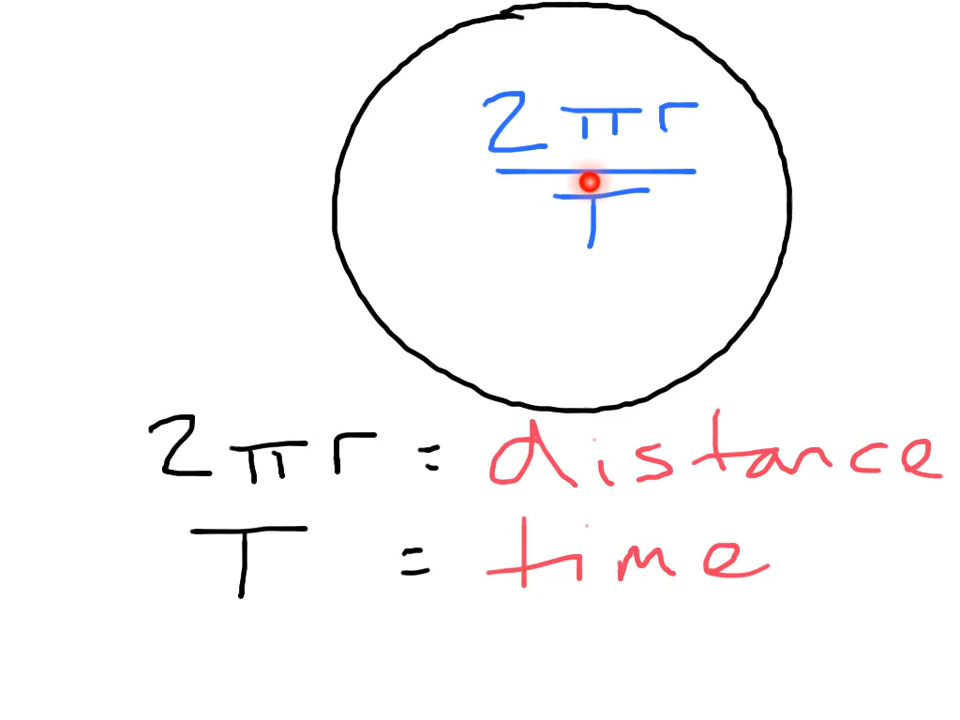 2πr
T
2πr = distance
T = time